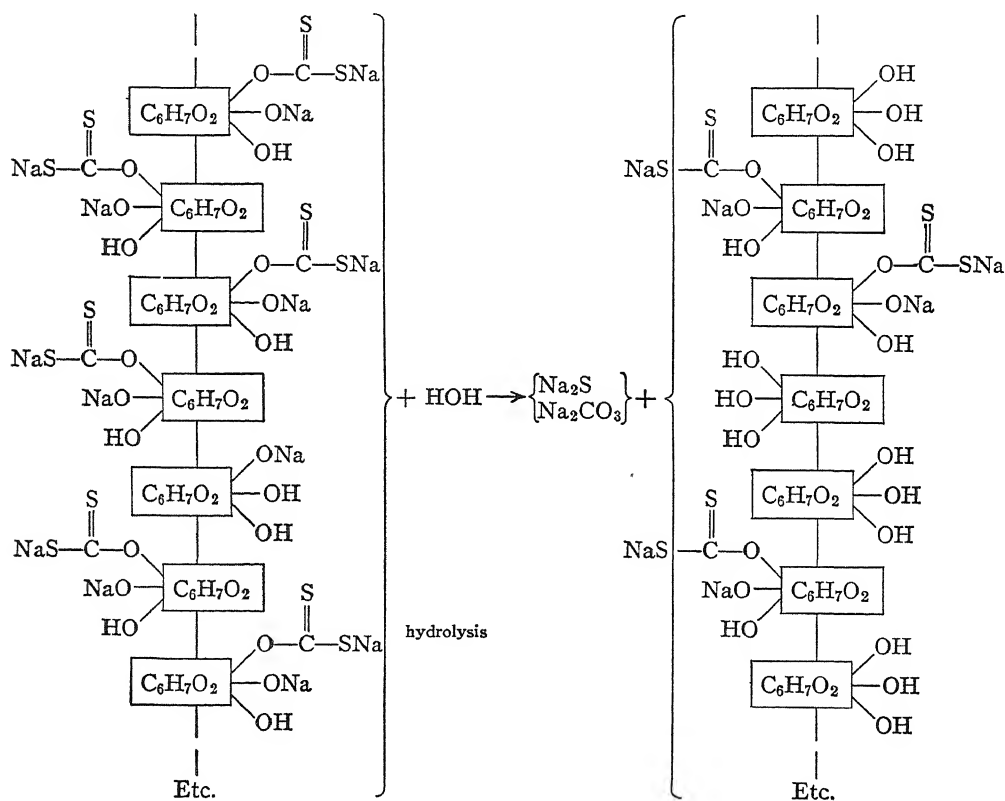 S
O—C—SNa
C₆H₇O₂ —ONa
OH
S
NaS—C—O
NaO— C₆H₇O₂
HO
S
O—C—SNa
C₆H₇O₂ —ONa
OH
S
NaS—C—O
NaO— C₆H₇O₂
HO
ONa
C₆H₇O₂ —OH
OH
S
NaS—C—O
NaO— C₆H₇O₂
HO
S
O—C—SNa
C₆H₇O₂ —ONa
OH
Etc.
+ HOH →
Na₂S
Na₂CO₃
+
hydrolysis
OH
C₆H₇O₂ —OH
OH
S
NaS—C—O
NaO— C₆H₇O₂
HO
S
O—C—SNa
C₆H₇O₂ —ONa
OH
HO
HO— C₆H₇O₂
HO
OH
C₆H₇O₂ —OH
OH
S
NaS—C—O
NaO— C₆H₇O₂
HO
OH
C₆H₇O₂ —OH
OH
Etc.